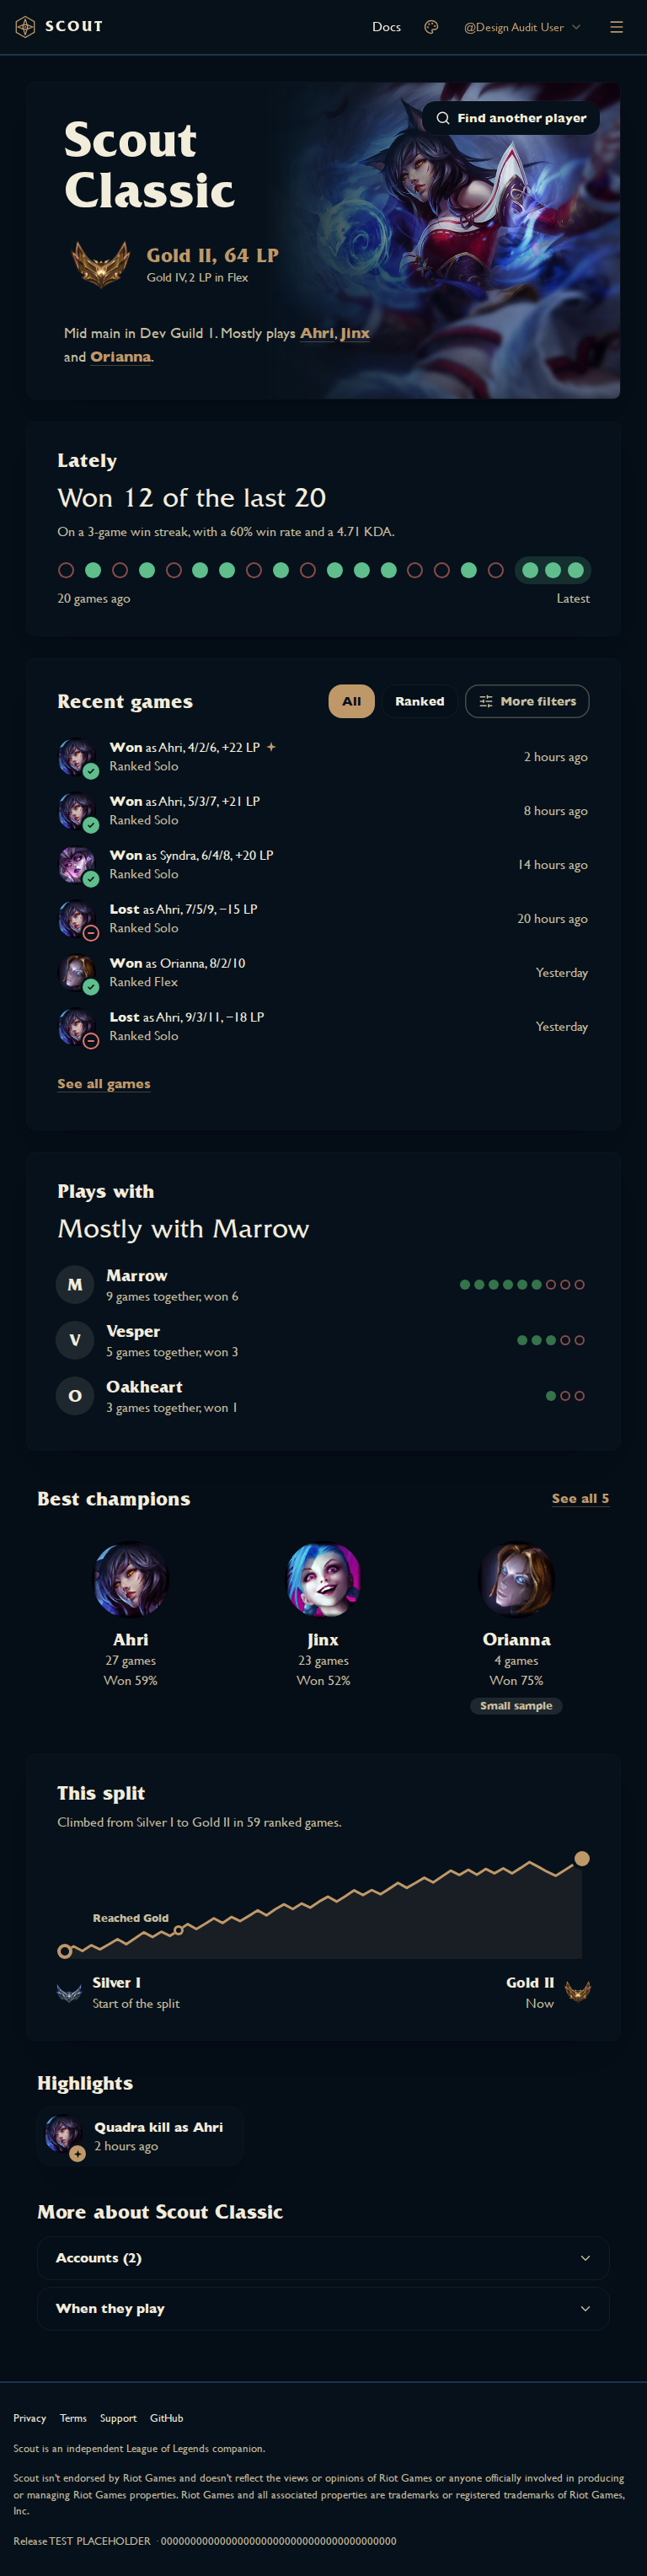 SCOUT
Docs
@Design Audit User
Find another player
Scout
Classic
Gold II, 64 LP
Gold IV, 2 LP in Flex
Mid main in Dev Guild 1. Mostly plays Ahri, Jinx
and Orianna.
Lately
Won 12 of the last 20
On a 3-game win streak, with a 60% win rate and a 4.71 KDA.
20 games ago
Latest
Recent games
All
Ranked
More filters
Won as Ahri, 4/2/6, +22 LP
Ranked Solo
2 hours ago
Won as Ahri, 5/3/7, +21 LP
Ranked Solo
8 hours ago
Won as Syndra, 6/4/8, +20 LP
Ranked Solo
14 hours ago
Lost as Ahri, 7/5/9, −15 LP
Ranked Solo
20 hours ago
Won as Orianna, 8/2/10
Ranked Flex
Yesterday
Lost as Ahri, 9/3/11, −18 LP
Ranked Solo
Yesterday
See all games
Plays with
Mostly with Marrow
M
Marrow
9 games together, won 6
V
Vesper
5 games together, won 3
O
Oakheart
3 games together, won 1
Best champions
See all 5
Ahri
27 games
Won 59%
Jinx
23 games
Won 52%
Orianna
4 games
Won 75%
Small sample
This split
Climbed from Silver I to Gold II in 59 ranked games.
Reached Gold
Silver I
Start of the split
Gold II
Now
Highlights
Quadra kill as Ahri
2 hours ago
More about Scout Classic
Accounts (2)
When they play
Privacy
Terms
Support
GitHub
Scout is an independent League of Legends companion.
Scout isn't endorsed by Riot Games and doesn't reflect the views or opinions of Riot Games or anyone officially involved in producing
or managing Riot Games properties. Riot Games and all associated properties are trademarks or registered trademarks of Riot Games,
Inc.
Release TEST PLACEHOLDER · 0000000000000000000000000000000000000000